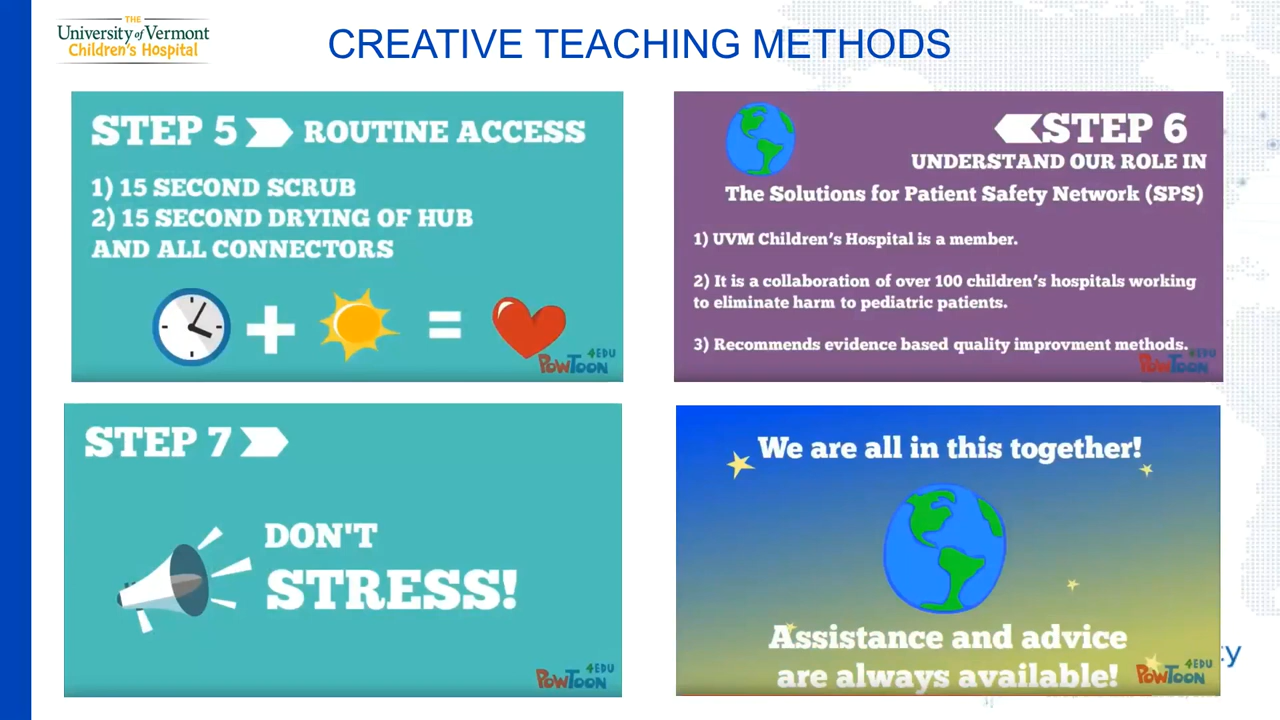 THE
University of Vermont
Children's Hospital
CREATIVE TEACHING METHODS
STEP 5 ROUTINE ACCESS
1) 15 SECOND SCRUB
2) 15 SECOND DRYING OF HUB
AND ALL CONNECTORS
4EDU
POWTOON
STEP 6
UNDERSTAND OUR ROLE IN
The Solutions for Patient Safety Network (SPS)
1) UVM Children's Hospital is a member.
2) It is a collaboration of over 100 children's hospitals working
to eliminate harm to pediatric patients.
3) Recommends evidence based quality improvment methods.
4EDU
POWTOON
STEP 7
DON'T
STRESS!
4EDU
POWTOON
We are all in this together!
Assistance and advice
are always available!
4EDU
POWTOON